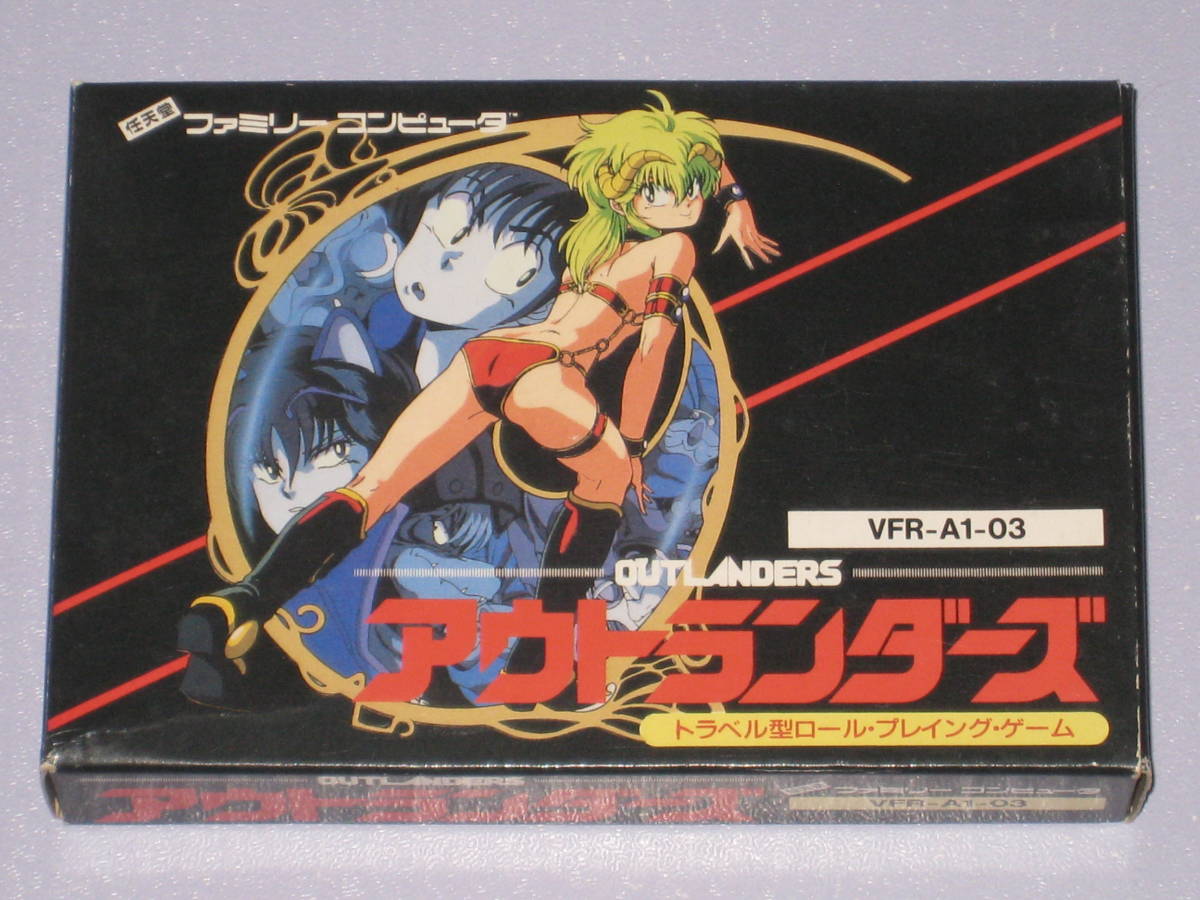 任天堂 ファミリー コンピュータ™
VFR-A1-03
OUTLANDERS
アウトランダーズ
トラベル型ロール・プレイング・ゲーム
OUTLANDERS
アウトランダーズ
ファミリー コンピュータ
VFR-A1-03